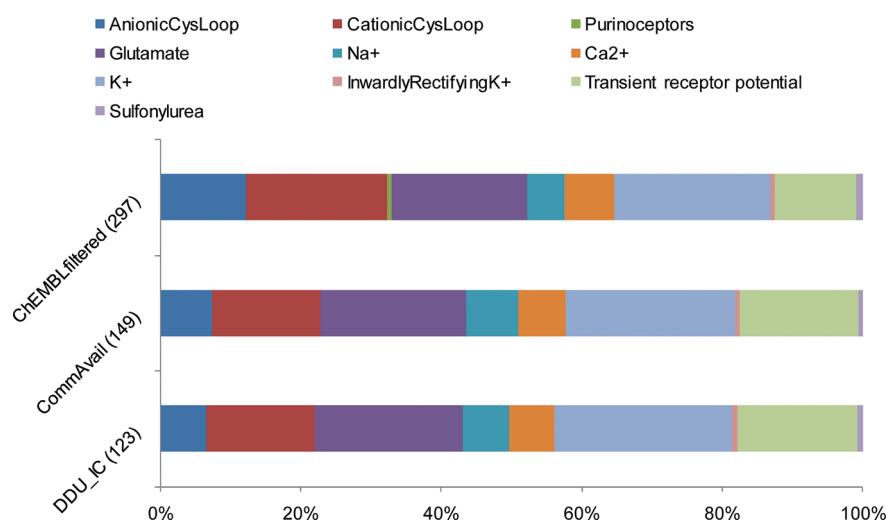 AnionicCysLoop CationicCysLoop Purinoceptors
Glutamate Na+ Ca2+
K+ InwardlyRectifyingK+ Transient receptor potential
Sulfonylurea
ChEMBLfiltered (297)
CommAvail (149)
DDU_IC (123)
0% 20% 40% 60% 80% 100%